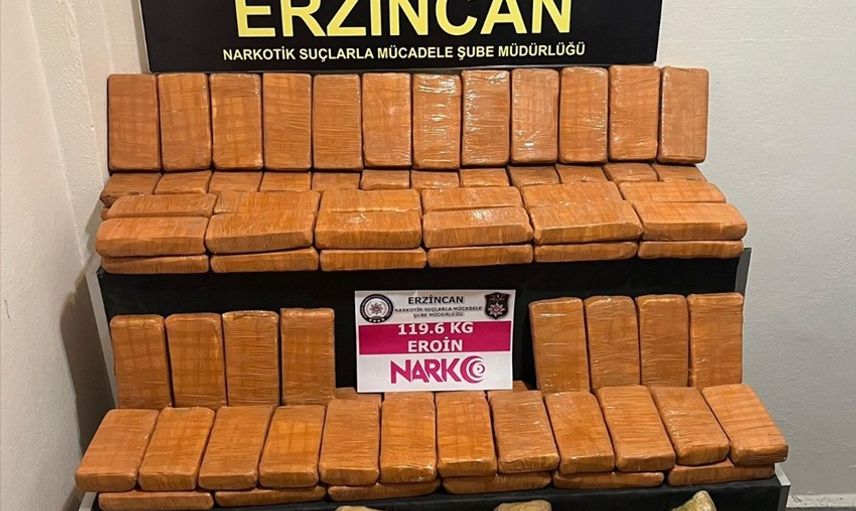 ERZİNCAN
NARKOTİK SUÇLARLA MÜCADELE ŞUBE MÜDÜRLÜĞÜ
ERZİNCAN
NARKOTİK SUÇLARLA MÜCADELE
ŞUBE MÜDÜRLÜĞÜ
119.6 KG
EROİN
NARKO